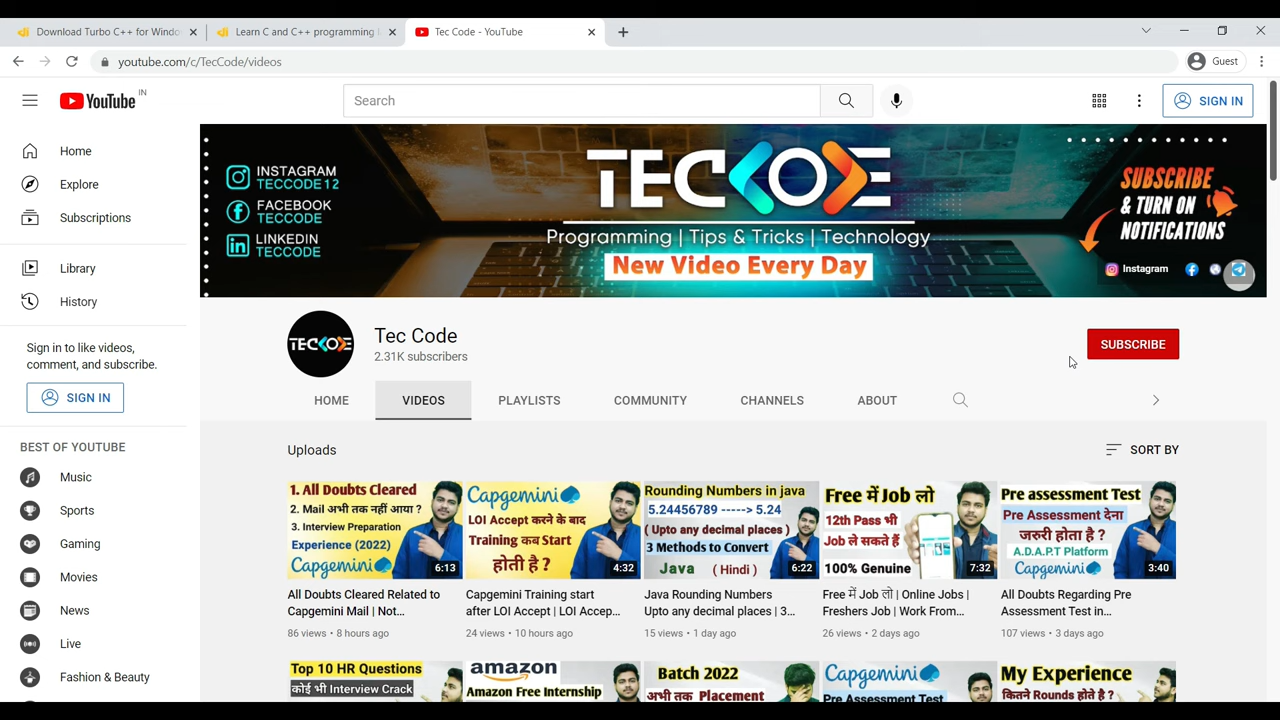 Download Turbo C++ for Windo
Learn C and C++ programming
Tec Code - YouTube
youtube.com/c/TecCode/videos
Guest
YouTube IN
Search
SIGN IN
Home
Explore
Subscriptions
Library
History
Sign in to like videos,
comment, and subscribe.
SIGN IN
BEST OF YOUTUBE
Music
Sports
Gaming
Movies
News
Live
Fashion & Beauty
INSTAGRAM
TECCODE12
FACEBOOK
TECCODE
LINKEDIN
TECCODE
TECCODE
Programming | Tips & Tricks | Technology
New Video Every Day
SUBSCRIBE
& TURN ON
NOTIFICATIONS
Instagram
TECCODE
Tec Code
2.31K subscribers
SUBSCRIBE
HOME
VIDEOS
PLAYLISTS
COMMUNITY
CHANNELS
ABOUT
Uploads
SORT BY
1. All Doubts Cleared
2. Mail अभी तक नहीं आया ?
3. Interview Preparation
Experience (2022)
Capgemini
6:13
All Doubts Cleared Related to
Capgemini Mail | Not...
86 views • 8 hours ago
Capgemini
LOI Accept करने के बाद
Training कब Start
होती है ?
4:32
Capgemini Training start
after LOI Accept | LOI Accep...
24 views • 10 hours ago
Rounding Numbers in java
5.24456789 -----> 5.24
( Upto any decimal places )
3 Methods to Convert
Java ( Hindi )
6:22
Java Rounding Numbers
Upto any decimal places | 3...
15 views • 1 day ago
Free में Job लो
12th Pass भी
Job ले सकते हैं
100% Genuine
7:32
Free में Job लो | Online Jobs |
Freshers Job | Work From...
26 views • 2 days ago
Pre assessment Test
Pre Assessment देना
जरुरी होता है ?
A.D.A.P.T Platform
Capgemini
3:40
All Doubts Regarding Pre
Assessment Test in...
107 views • 3 days ago
Top 10 HR Questions
कोई भी Interview Crack
amazon
Amazon Free Internship
Batch 2022
अभी तक Placement
Capgemini
Pre Assessment Test
My Experience
कितने Rounds होते है ?